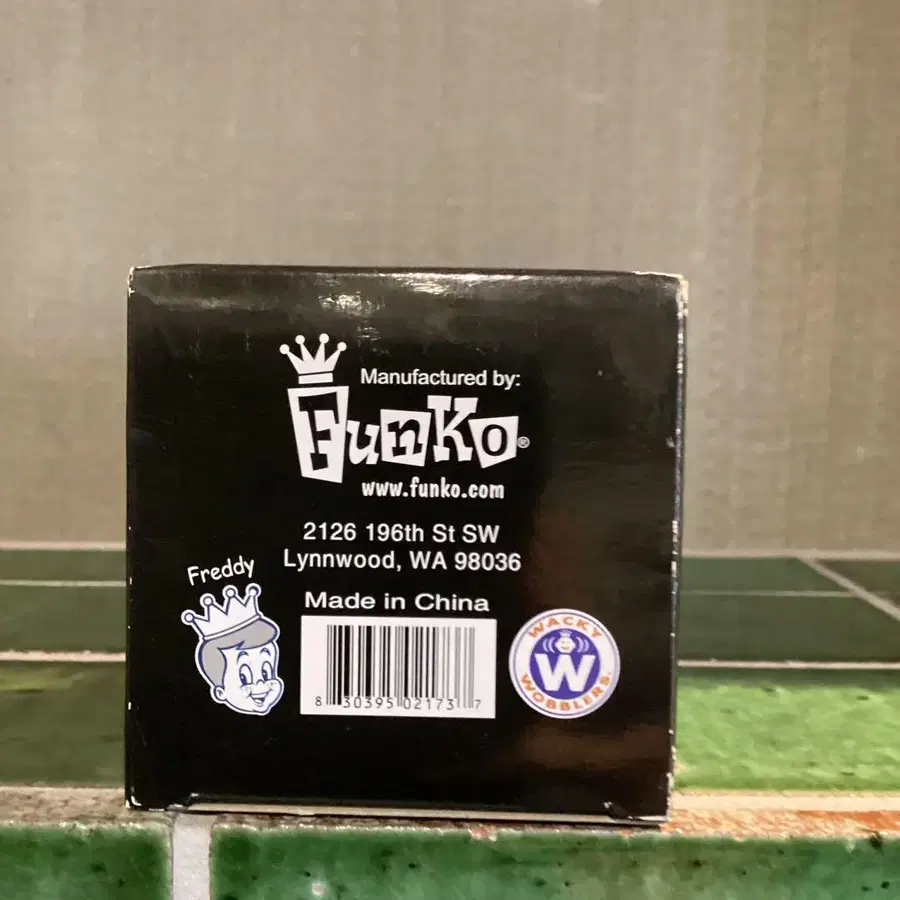 Manufactured by:
FunKo®
www.funko.com
2126 196th St SW
Lynnwood, WA 98036
Freddy
Made in China
8 30395 02173 7
WACKY
W
WOBBLERS